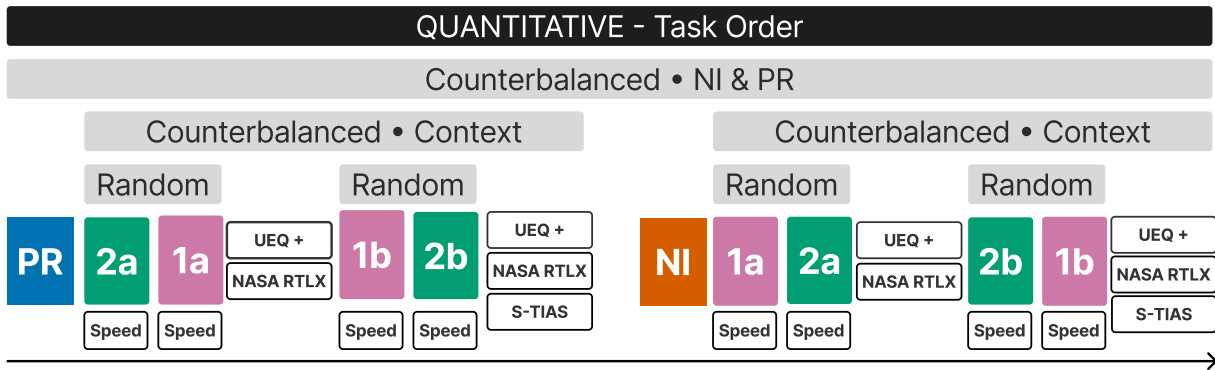 QUANTITATIVE - Task Order
Counterbalanced • NI & PR
Counterbalanced • Context
Counterbalanced • Context
Random
Random
Random
Random
PR
2a
1a
UEQ +
NASA RTLX
1b
2b
UEQ +
NASA RTLX
S-TIAS
Speed
Speed
Speed
Speed
NI
1a
2a
UEQ +
NASA RTLX
2b
1b
UEQ +
NASA RTLX
S-TIAS
Speed
Speed
Speed
Speed